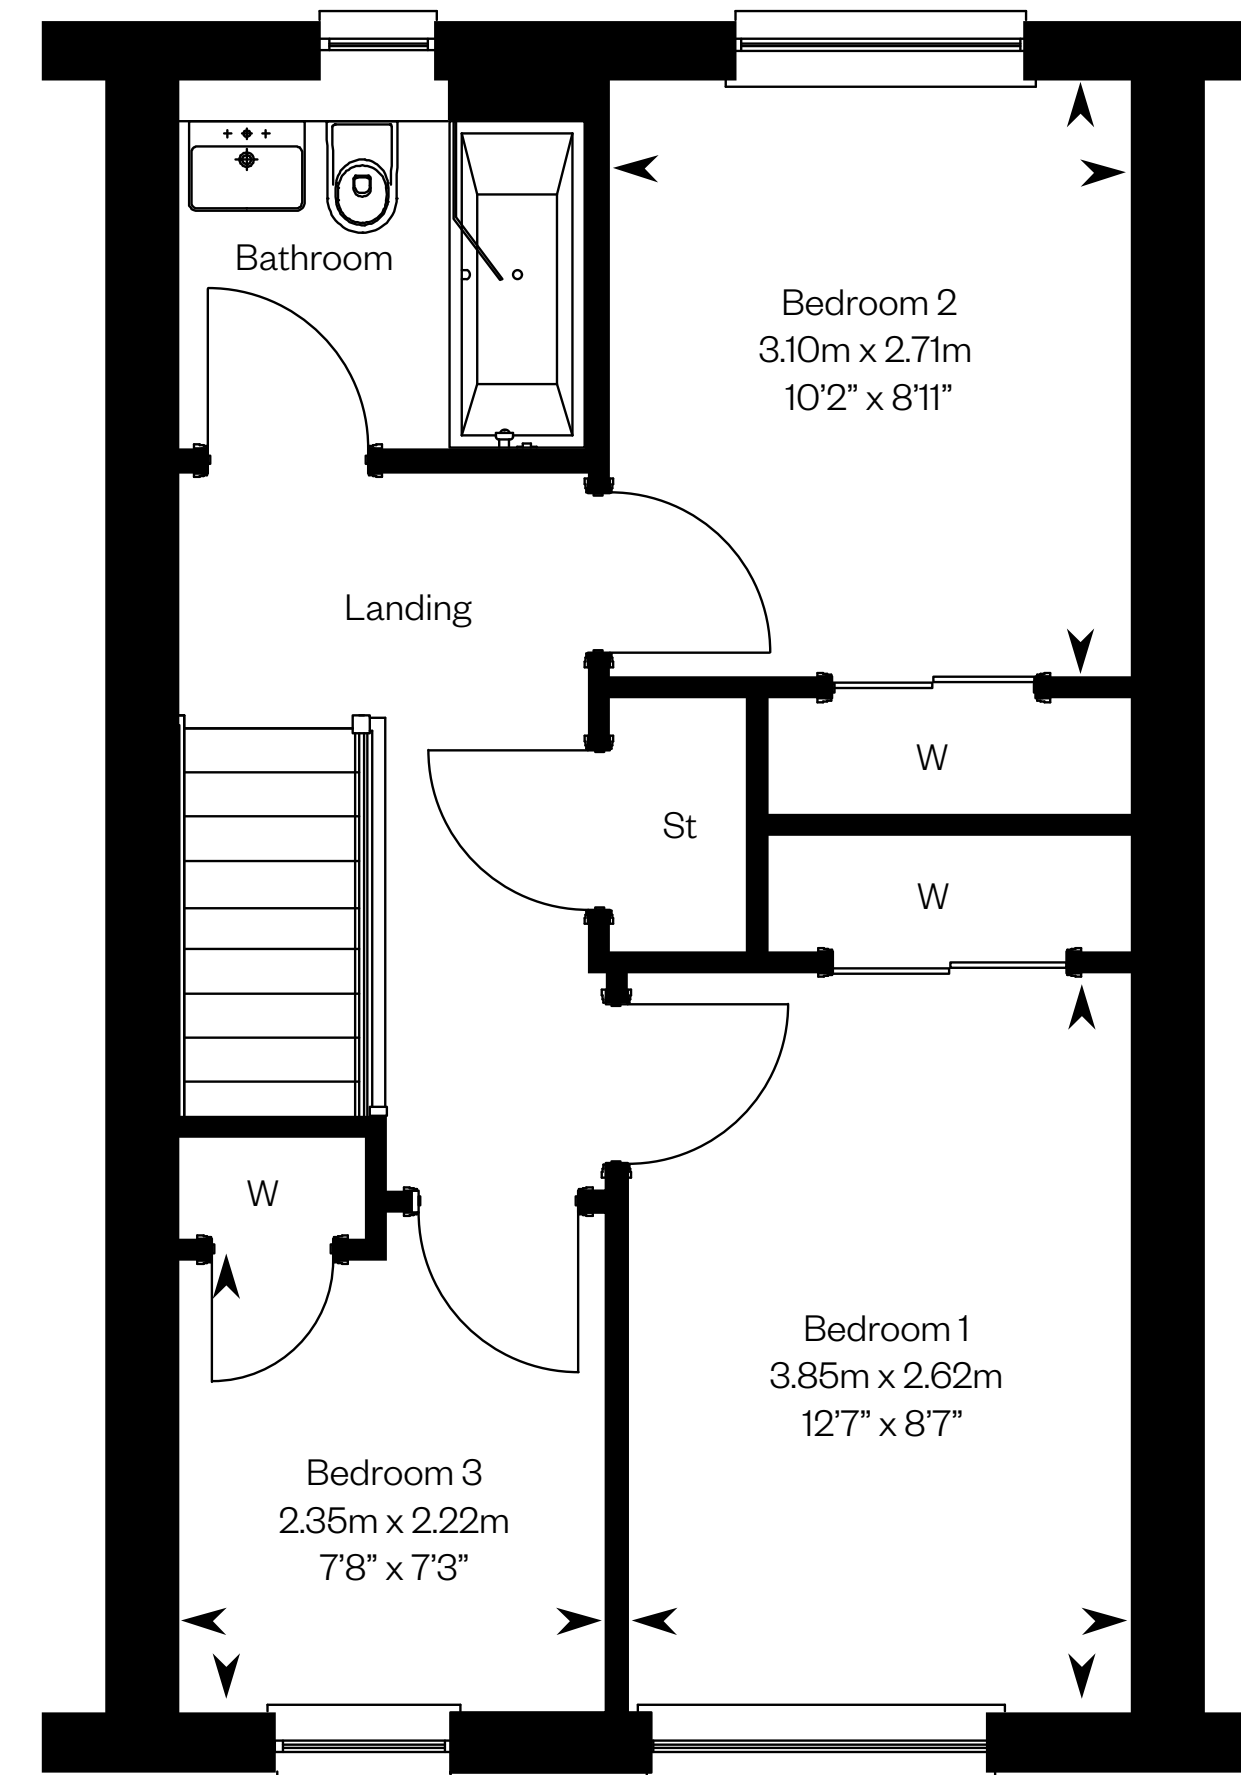 Bathroom
Bedroom 2
3.10m x 2.71m
10’2” x 8’11”
Landing
W
St
W
W
Bedroom 1
3.85m x 2.62m
12’7” x 8’7”
Bedroom 3
2.35m x 2.22m
7’8” x 7’3”